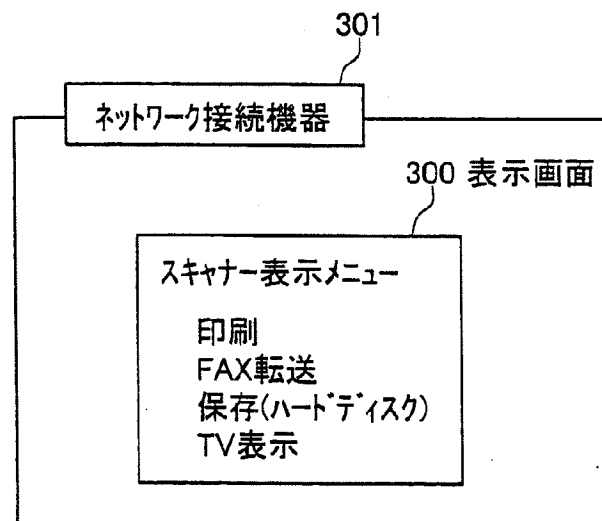 301
ネットワーク接続機器
300 表示画面
スキャナー表示メニュー
印刷
FAX転送
保存(ハードディスク)
TV表示